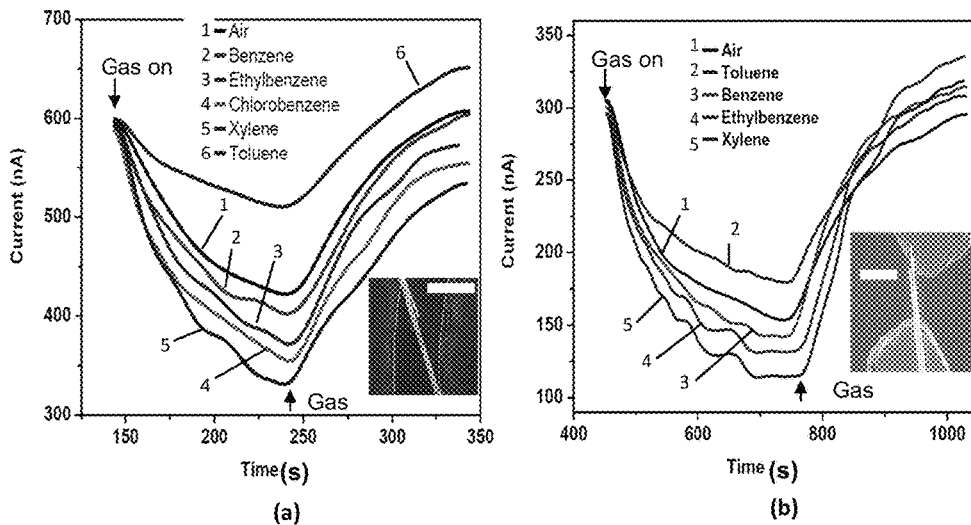 700
1 Air
2 Benzene
3 Ethylbenzene
4 Chlorobenzene
5 Xylene
6 Toluene
Gas on
6
600
Current (nA)
500
1
2
3
400
5
4
Gas
300
150
200
250
300
350
Time (s)
(a)
350
1 Air
2 Toluene
3 Benzene
4 Ethylbenzene
5 Xylene
Gas on
300
Current (nA)
250
1
2
200
150
5
4
3
Gas
100
400
600
800
1000
Time (s)
(b)